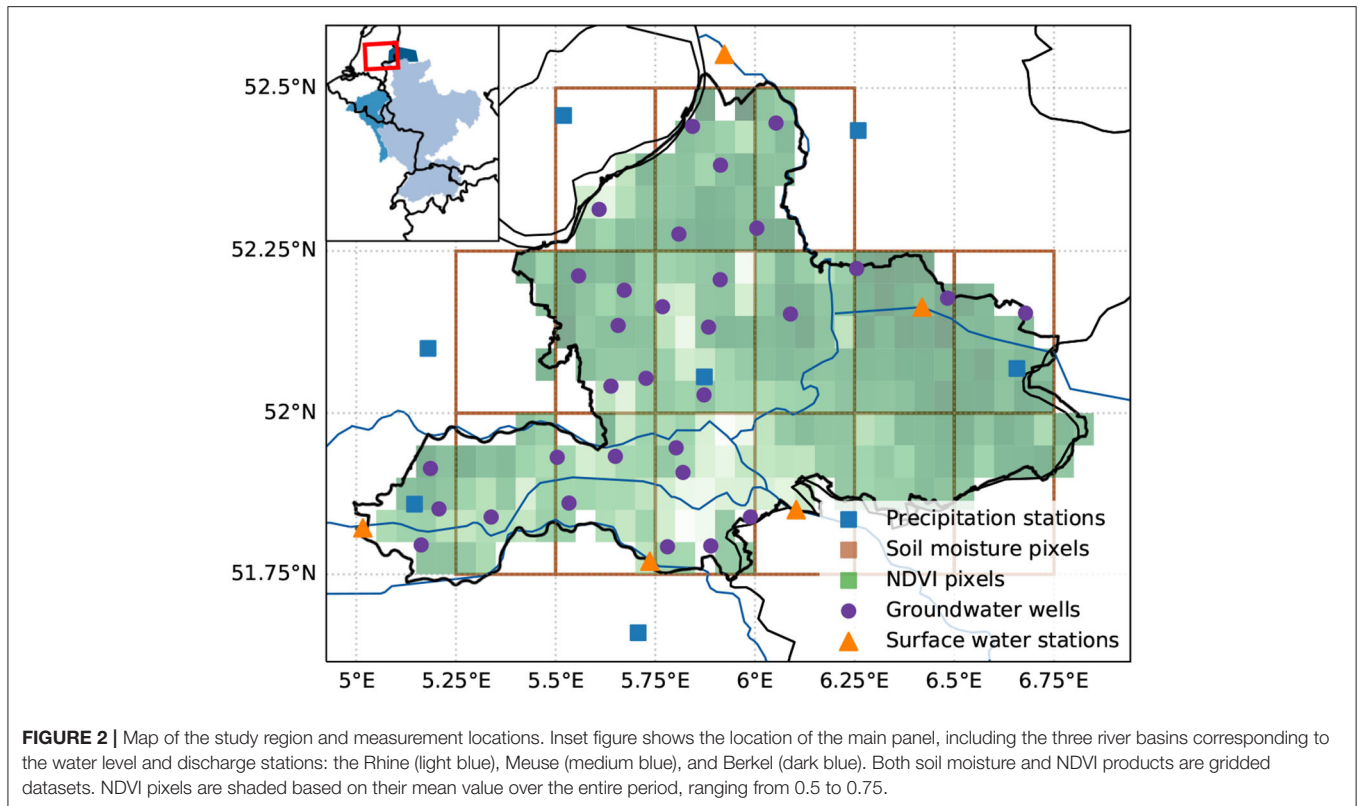 52.5°N
52.25°N
52°N
51.75°N
5°E 5.25°E 5.5°E 5.75°E 6°E 6.25°E 6.5°E 6.75°E
Precipitation stations
Soil moisture pixels
NDVI pixels
Groundwater wells
Surface water stations
FIGURE 2 | Map of the study region and measurement locations. Inset figure shows the location of the main panel, including the three river basins corresponding to
the water level and discharge stations: the Rhine (light blue), Meuse (medium blue), and Berkel (dark blue). Both soil moisture and NDVI products are gridded
datasets. NDVI pixels are shaded based on their mean value over the entire period, ranging from 0.5 to 0.75.